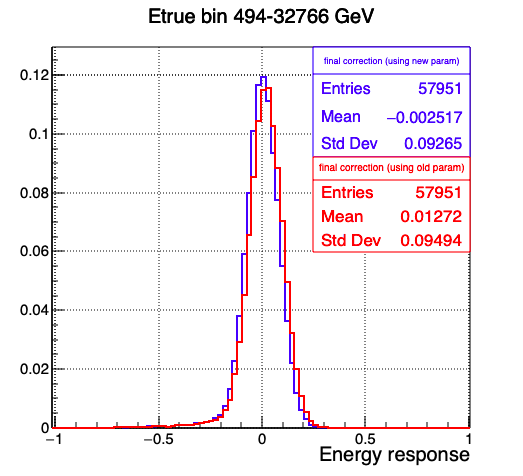 Etrue bin 494-32766 GeV
final correction (using new param)
Entries 57951
Mean −0.002517
Std Dev 0.09265
final correction (using old param)
Entries 57951
Mean 0.01272
Std Dev 0.09494
0.12
0.1
0.08
0.06
0.04
0.02
0
−1 −0.5 0 0.5 1
Energy response